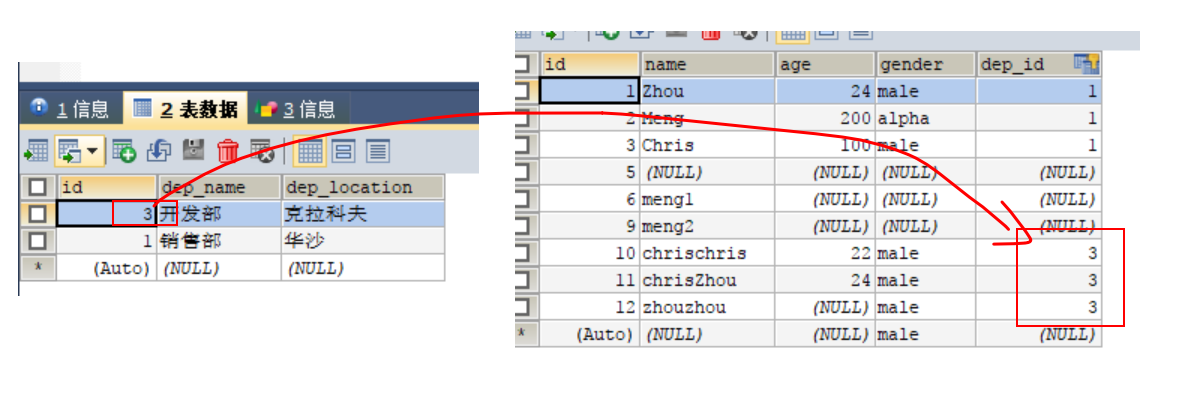 1 信息 2 表数据 3 信息
id dep_name dep_location
3 开发部 克拉科夫
1 销售部 华沙
* (Auto) (NULL) (NULL)
id name age gender dep_id
1 Zhou 24 male 1
2 Meng 200 alpha 1
3 Chris 100 male 1
5 (NULL) (NULL) (NULL) (NULL)
6 meng1 (NULL) (NULL) (NULL)
9 meng2 (NULL) (NULL) (NULL)
10 chrischris 22 male 3
11 chrisZhou 24 male 3
12 zhouzhou (NULL) male 3
* (Auto) (NULL) (NULL) male (NULL)